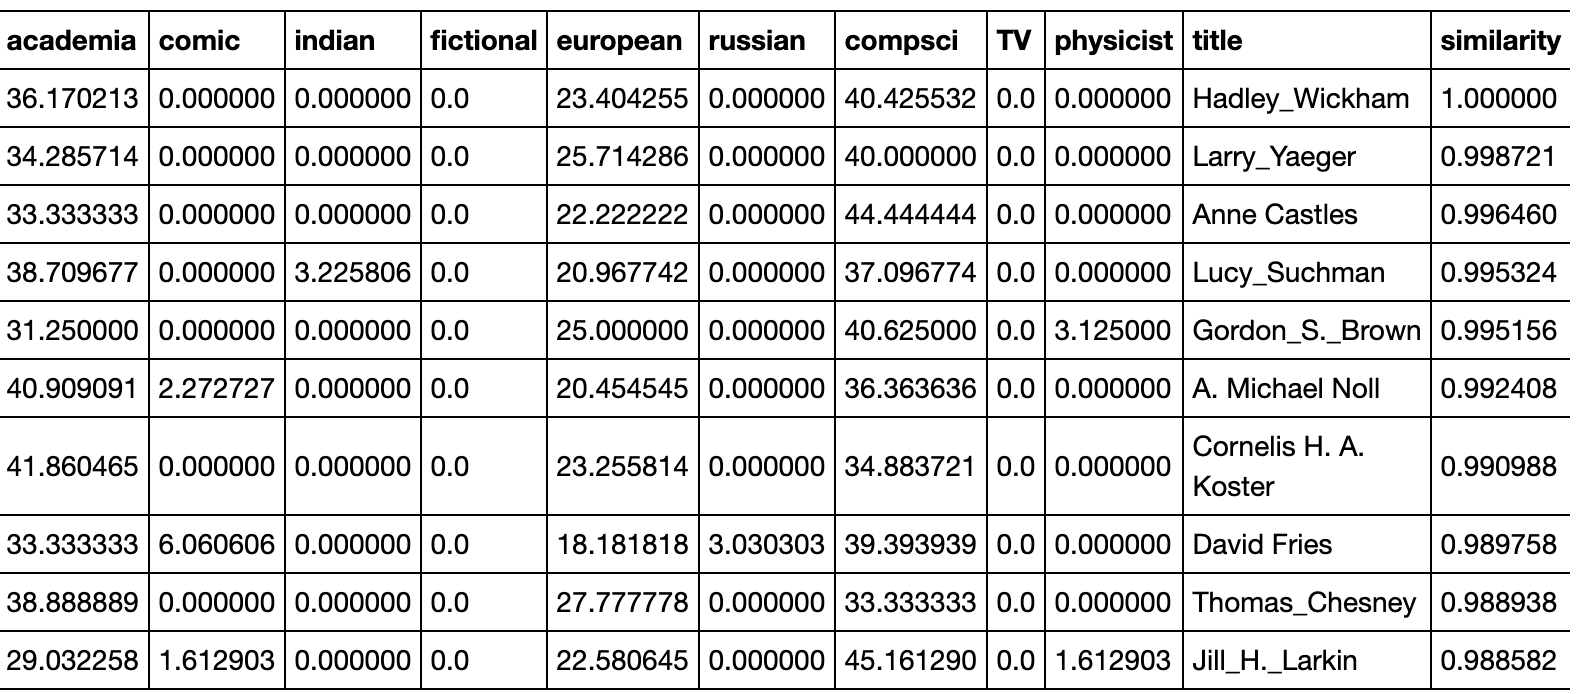 academia comic indian fictional european russian compsci TV physicist title similarity
36.170213 0.000000 0.000000 0.0 23.404255 0.000000 40.425532 0.0 0.000000 Hadley_Wickham 1.000000
34.285714 0.000000 0.000000 0.0 25.714286 0.000000 40.000000 0.0 0.000000 Larry_Yaeger 0.998721
33.333333 0.000000 0.000000 0.0 22.222222 0.000000 44.444444 0.0 0.000000 Anne Castles 0.996460
38.709677 0.000000 3.225806 0.0 20.967742 0.000000 37.096774 0.0 0.000000 Lucy_Suchman 0.995324
31.250000 0.000000 0.000000 0.0 25.000000 0.000000 40.625000 0.0 3.125000 Gordon_S._Brown 0.995156
40.909091 2.272727 0.000000 0.0 20.454545 0.000000 36.363636 0.0 0.000000 A. Michael Noll 0.992408
41.860465 0.000000 0.000000 0.0 23.255814 0.000000 34.883721 0.0 0.000000 Cornelis H. A.
Koster 0.990988
33.333333 6.060606 0.000000 0.0 18.181818 3.030303 39.393939 0.0 0.000000 David Fries 0.989758
38.888889 0.000000 0.000000 0.0 27.777778 0.000000 33.333333 0.0 0.000000 Thomas_Chesney 0.988938
29.032258 1.612903 0.000000 0.0 22.580645 0.000000 45.161290 0.0 1.612903 Jill_H._Larkin 0.988582